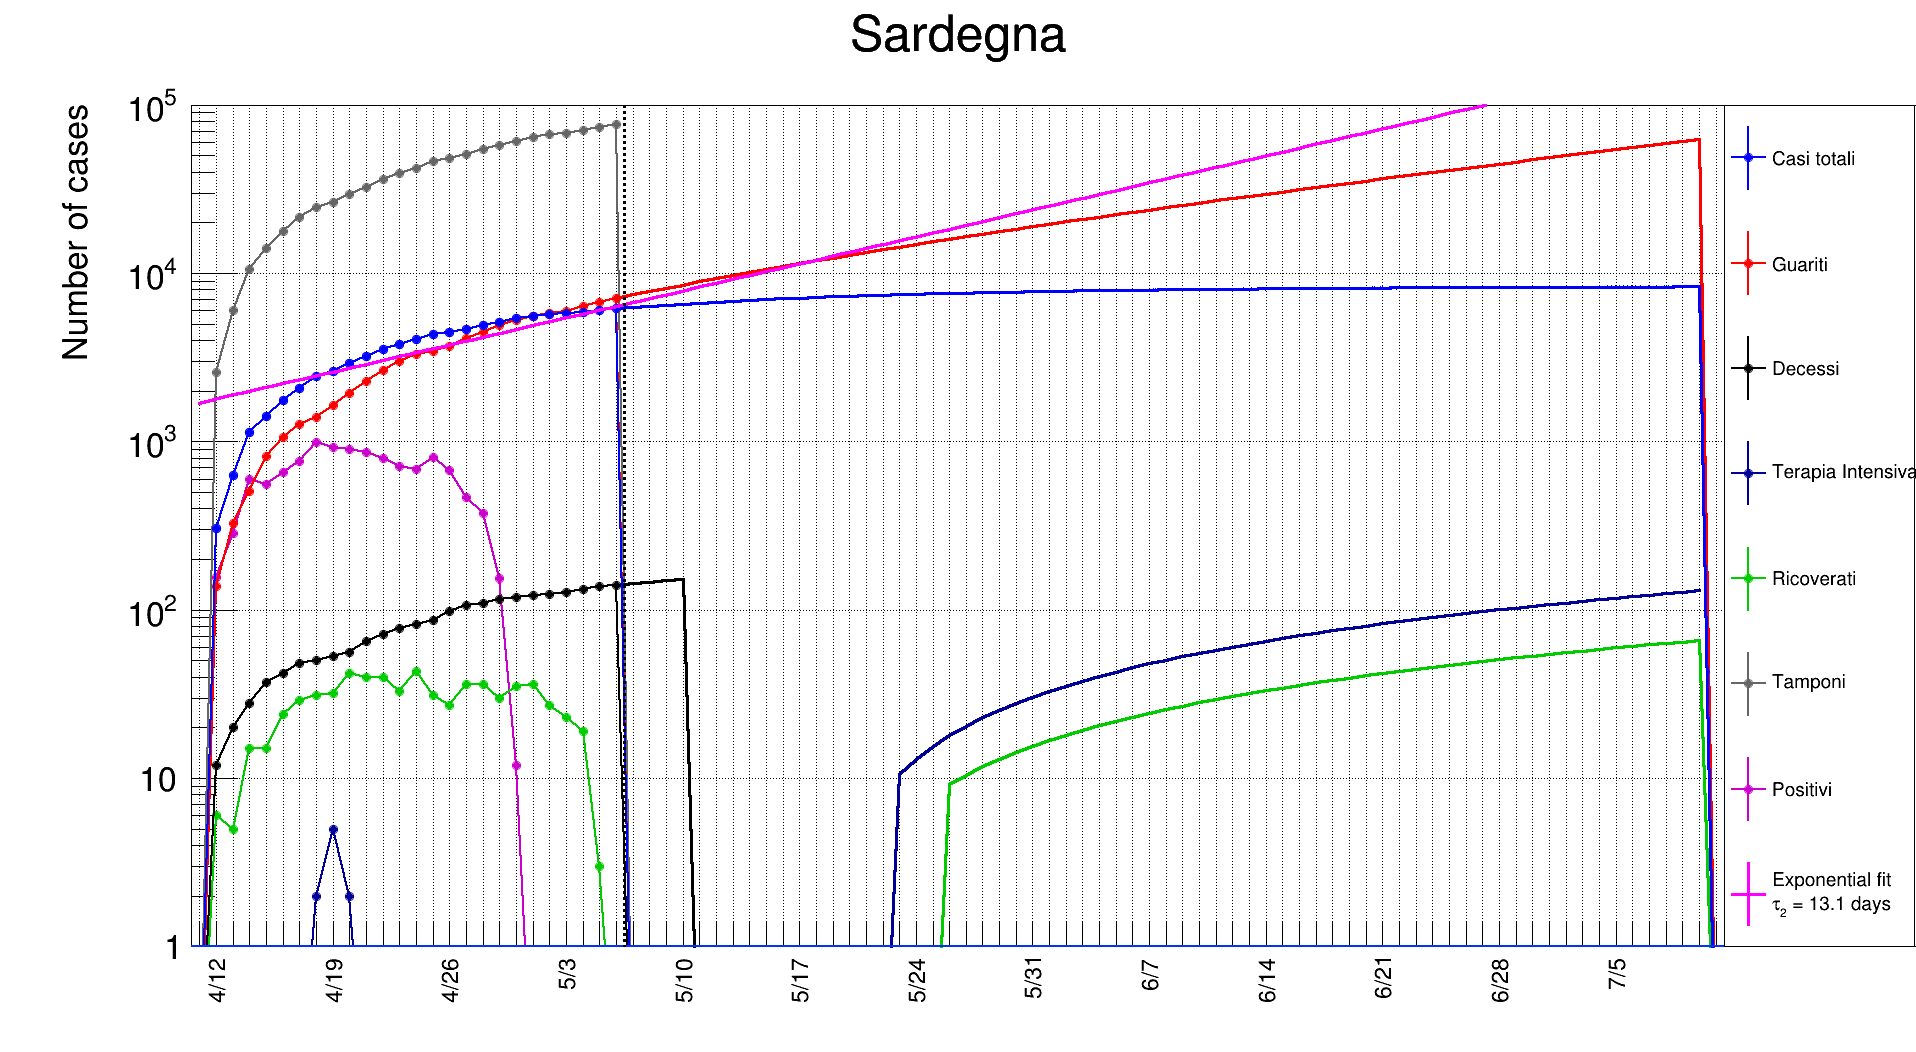 Sardegna
Number of cases
10^5
10^4
10^3
10^2
10
1
4/12
4/19
4/26
5/3
5/10
5/17
5/24
5/31
6/7
6/14
6/21
6/28
7/5
Casi totali
Guariti
Decessi
Terapia Intensiva
Ricoverati
Tamponi
Positivi
Exponential fit
τ₂ = 13.1 days